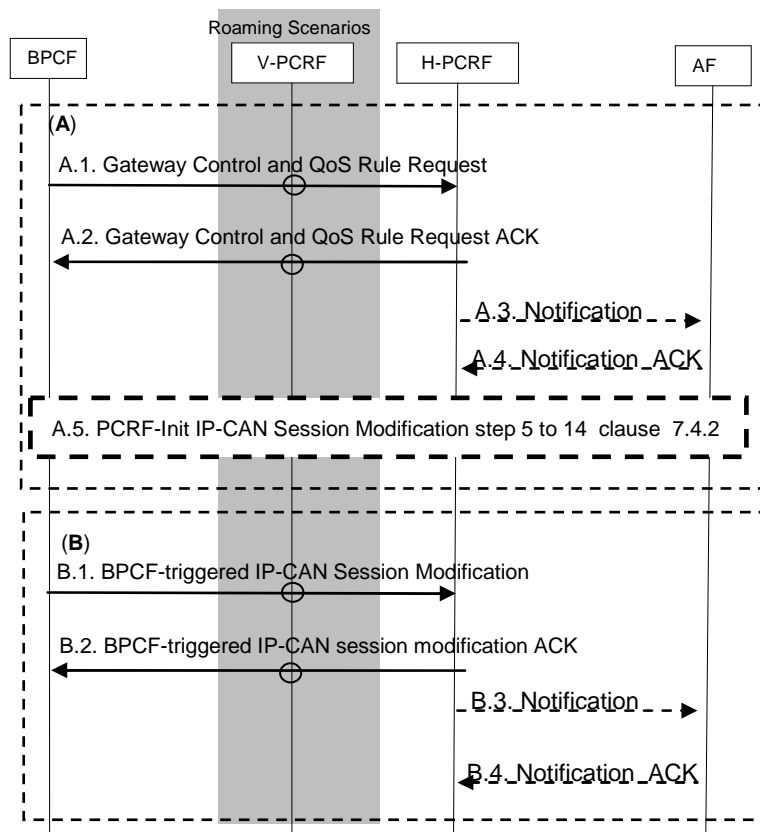 Roaming Scenarios
BPCF
V-PCRF
H-PCRF
AF
(A)
A.1. Gateway Control and QoS Rule Request
A.2. Gateway Control and QoS Rule Request ACK
A.3. Notification
A.4. Notification ACK
A.5. PCRF-Init IP-CAN Session Modification step 5 to 14 clause 7.4.2
(B)
B.1. BPCF-triggered IP-CAN Session Modification
B.2. BPCF-triggered IP-CAN session modification ACK
B.3. Notification
B.4. Notification ACK